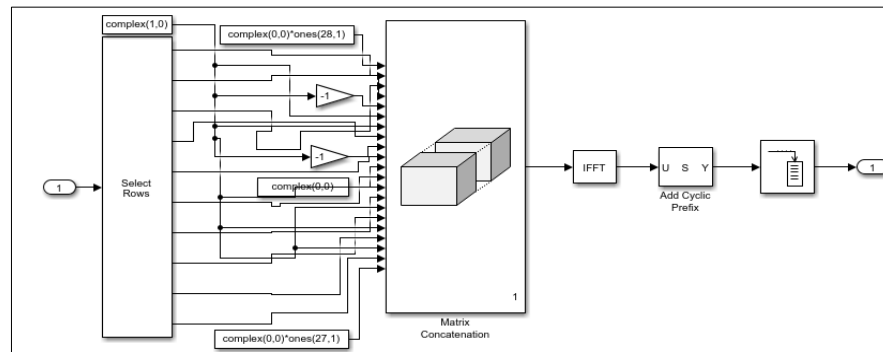 complex(1,0)
complex(0,0)*ones(28,1)
-1
-1
1
Select
Rows
complex(0,0)
IFFT
U S Y
Add Cyclic
Prefix
1
1
Matrix
Concatenation
complex(0,0)*ones(27,1)